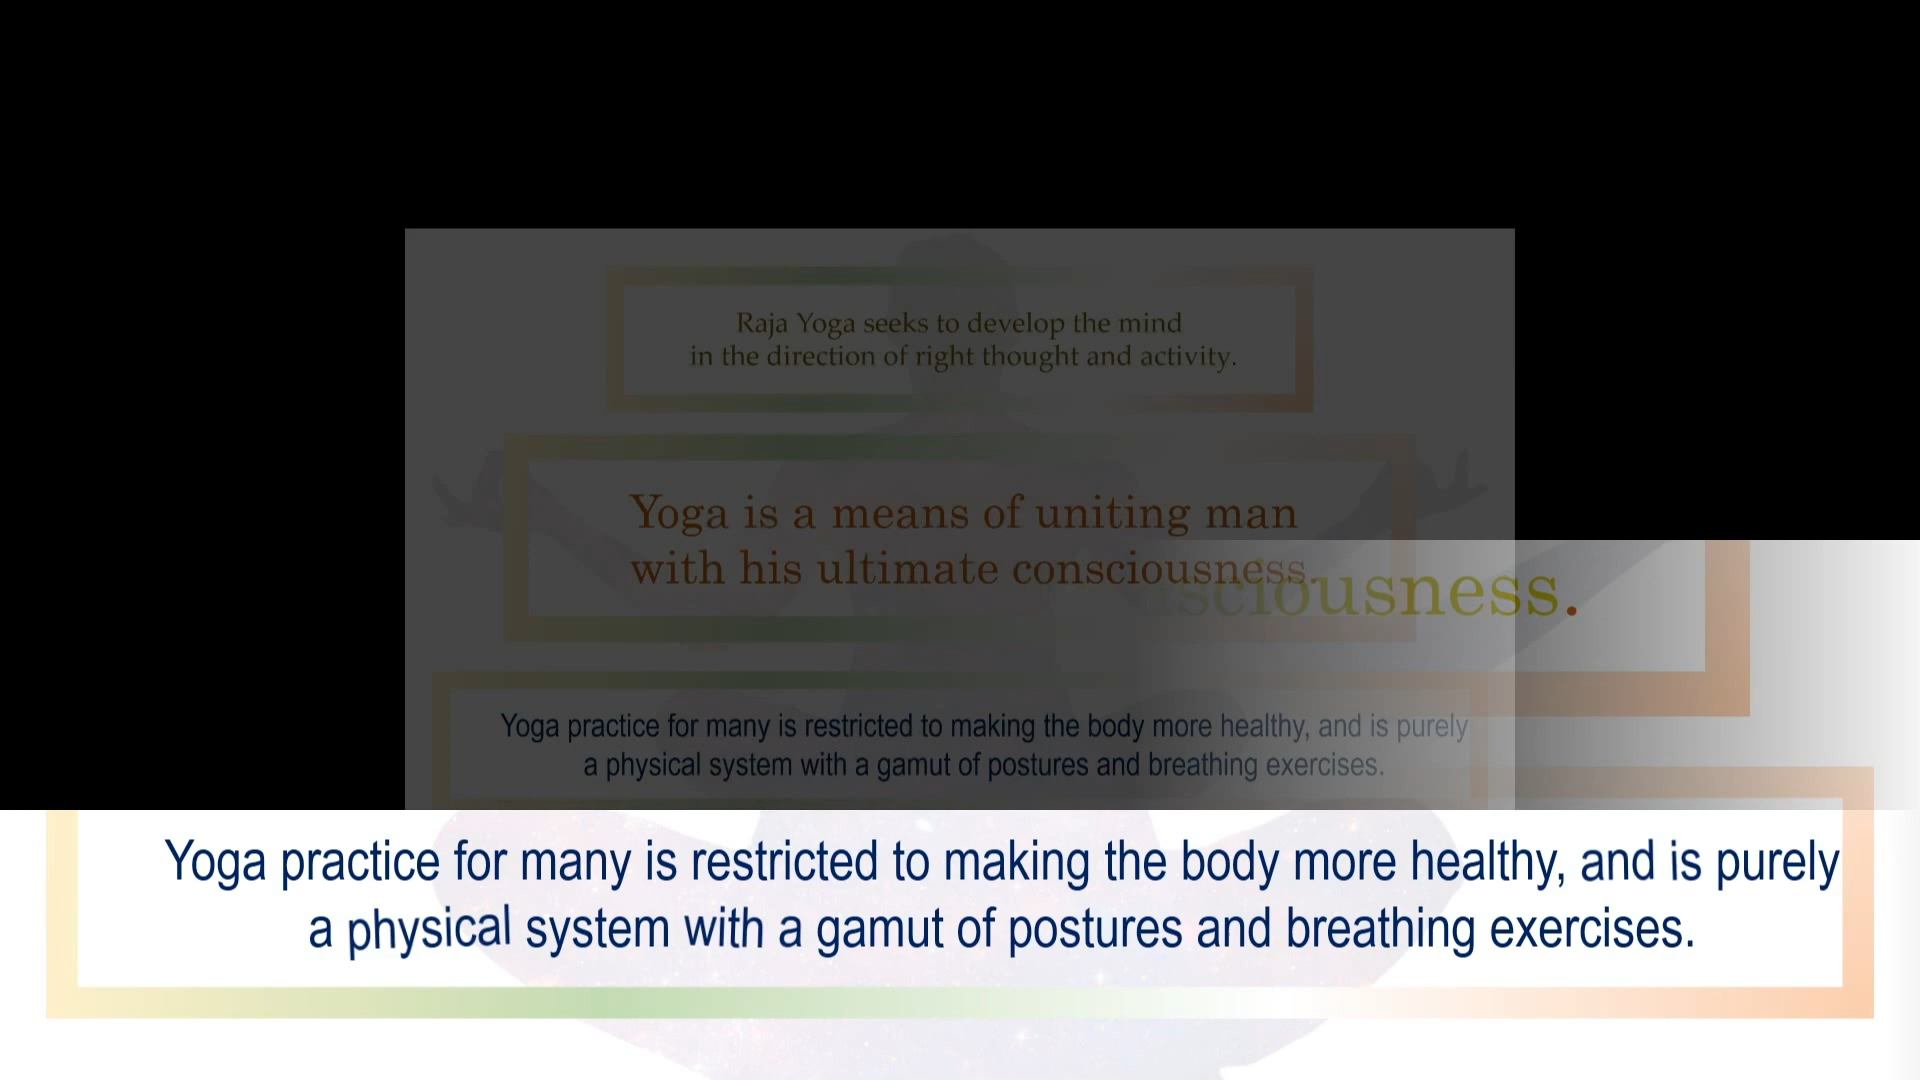 Raja Yoga seeks to develop the mind
in the direction of right thought and activity.
Yoga is a means of uniting man
with his ultimate consciousness.
sciousness.
Yoga practice for many is restricted to making the body more healthy, and is purely
a physical system with a gamut of postures and breathing exercises.
Yoga practice for many is restricted to making the body more healthy, and is purely
a physical system with a gamut of postures and breathing exercises.